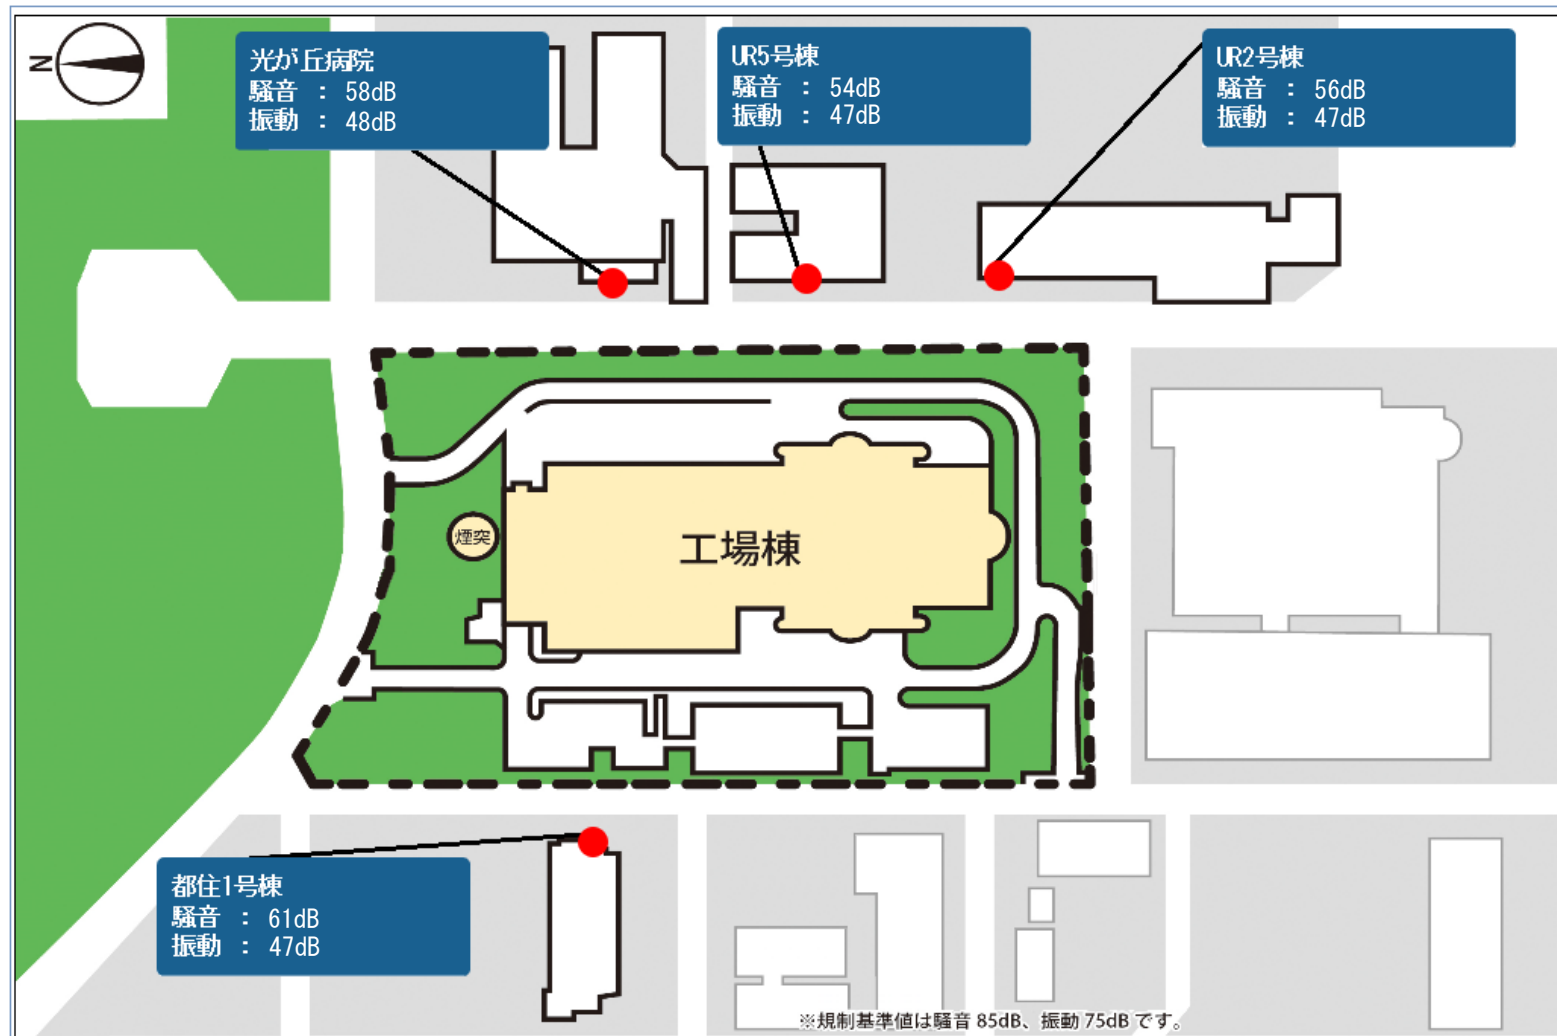 N
光が丘病院
騒音 : 58dB
振動 : 48dB
UR5号棟
騒音 : 54dB
振動 : 47dB
UR2号棟
騒音 : 56dB
振動 : 47dB
煙突
工場棟
都住1号棟
騒音 : 61dB
振動 : 47dB
※規制基準値は騒音 85dB、振動 75dB です。